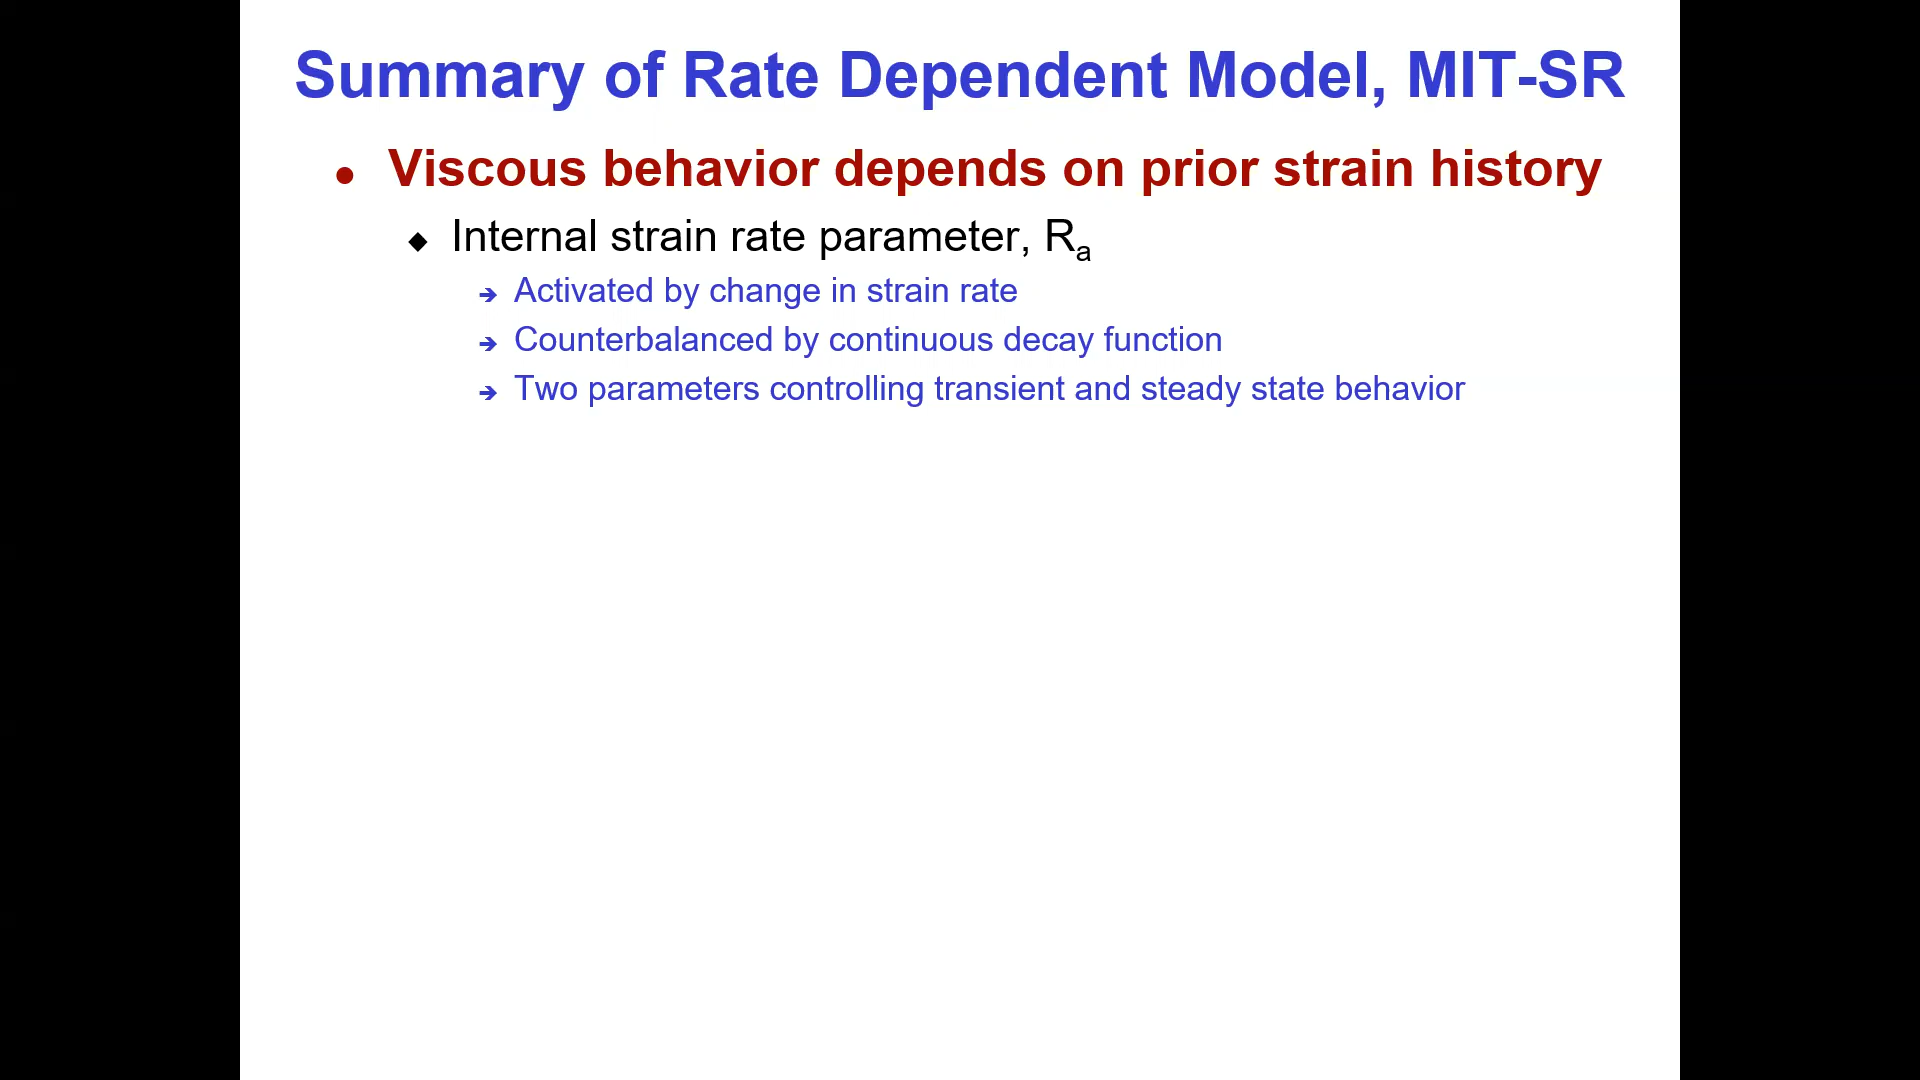 Summary of Rate Dependent Model, MIT-SR
• Viscous behavior depends on prior strain history
◆ Internal strain rate parameter, Rₐ
➔ Activated by change in strain rate
➔ Counterbalanced by continuous decay function
➔ Two parameters controlling transient and steady state behavior